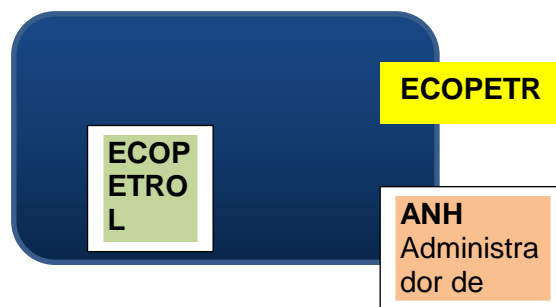 ECOPETR
ECOP
ETRO
L
ANH
Administra
dor de